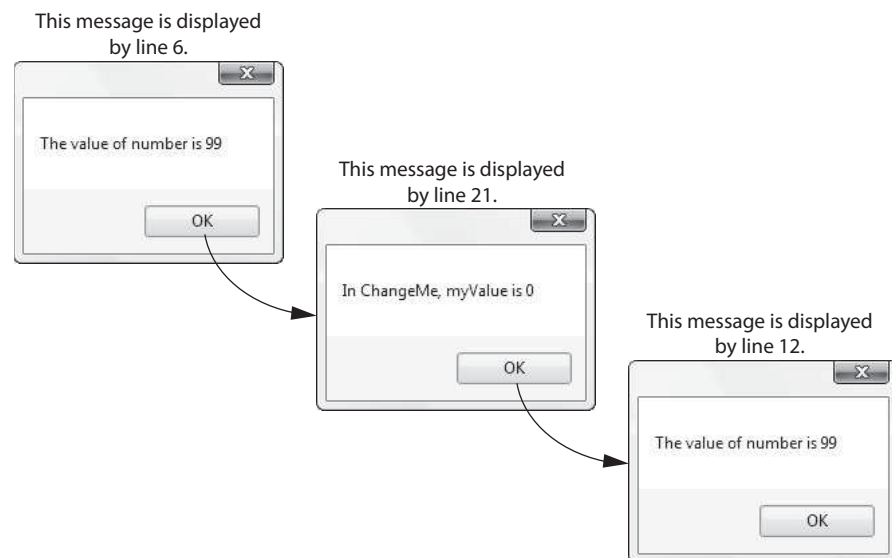 This message is displayed
by line 6.
The value of number is 99
OK
This message is displayed
by line 21.
In ChangeMe, myValue is 0
OK
This message is displayed
by line 12.
The value of number is 99
OK